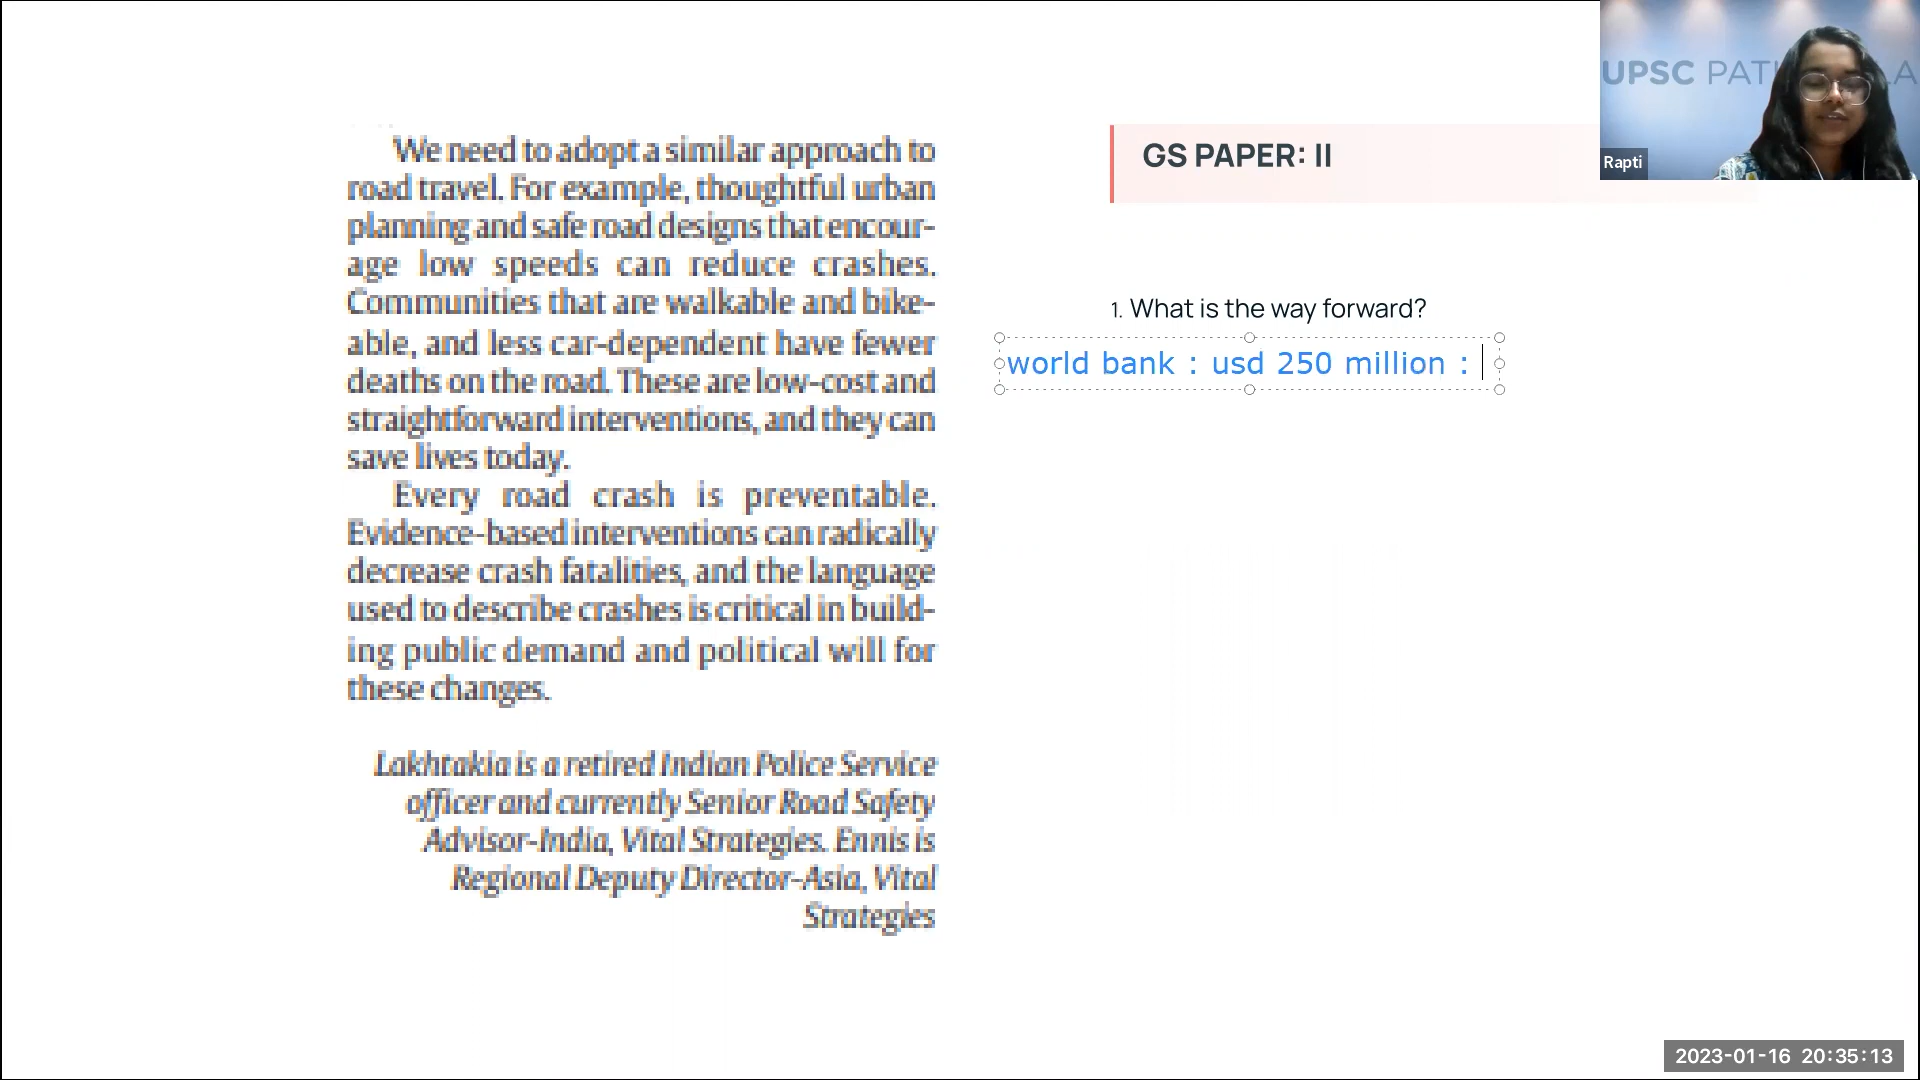 We need to adopt a similar approach to
road travel. For example, thoughtful urban
planning and safe road designs that encour-
age low speeds can reduce crashes.
Communities that are walkable and bike-
able, and less car-dependent have fewer
deaths on the road. These are low-cost and
straightforward interventions, and they can
save lives today.
Every road crash is preventable.
Evidence-based interventions can radically
decrease crash fatalities, and the language
used to describe crashes is critical in build-
ing public demand and political will for
these changes.
Lakhtakia is a retired Indian Police Service
officer and currently Senior Road Safety
Advisor-India, Vital Strategies. Ennis is
Regional Deputy Director-Asia, Vital
Strategies
GS PAPER: II
1. What is the way forward?
world bank : usd 250 million :
UPSC PAT LA
Rapti
2023-01-16 20:35:13